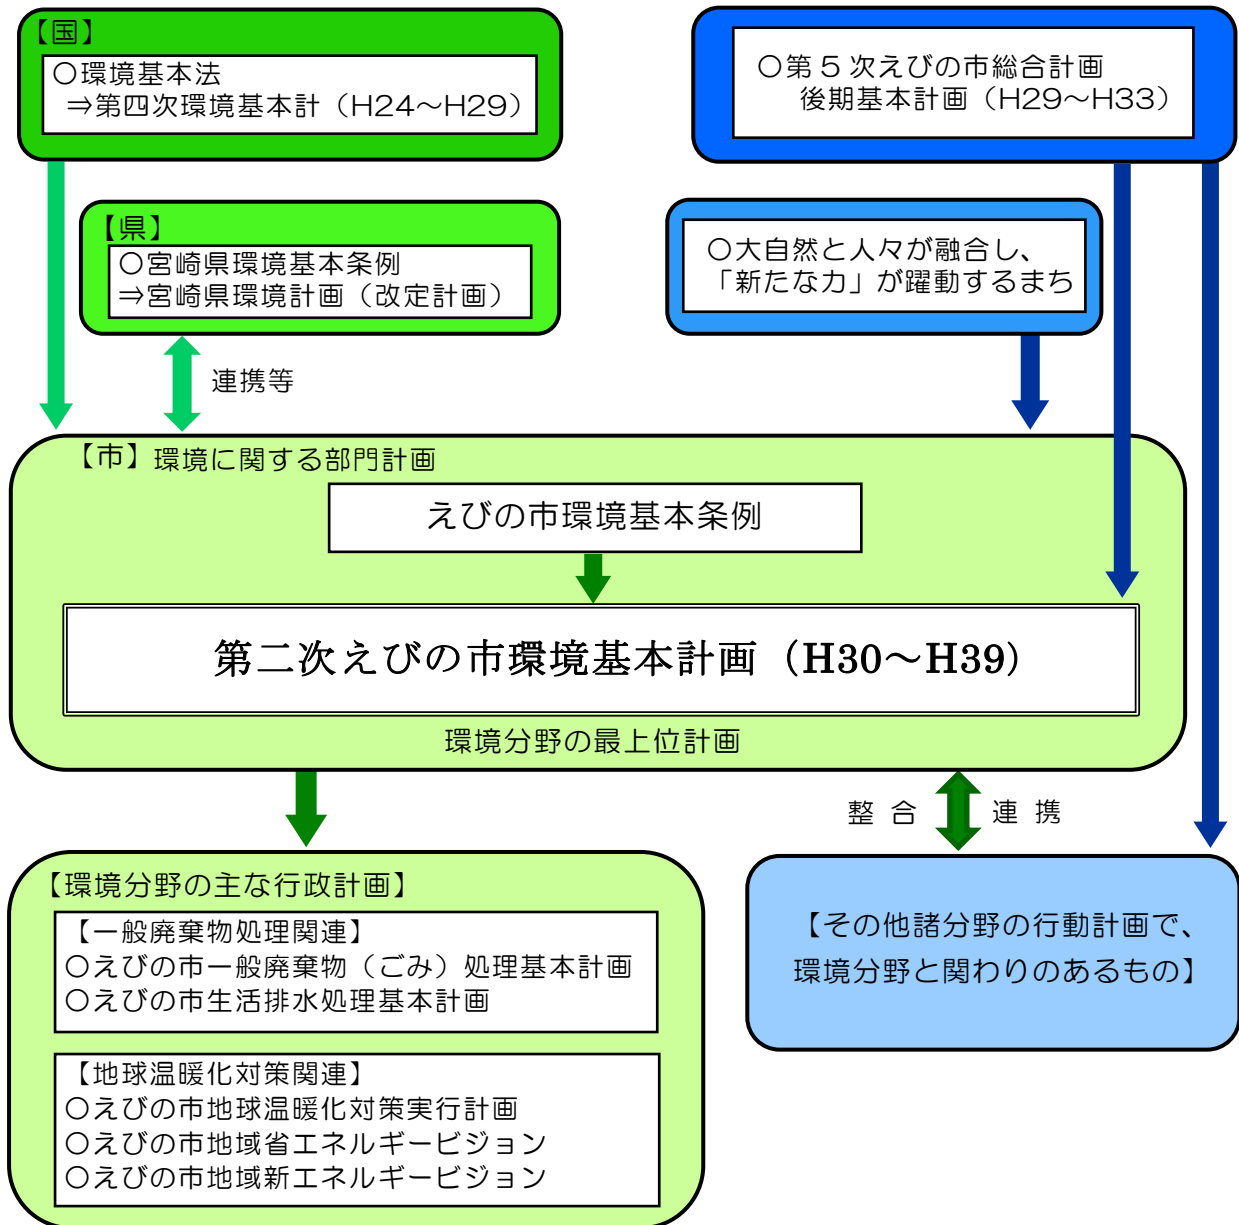 【国】
〇環境基本法
⇒第四次環境基本計（H24～H29）
〇第５次えびの市総合計画
後期基本計画（H29～H33）
【県】
〇宮崎県環境基本条例
⇒宮崎県環境計画（改定計画）
〇大自然と人々が融合し、
「新たな力」が躍動するまち
連携等
【市】環境に関する部門計画
えびの市環境基本条例
第二次えびの市環境基本計画（H30～H39）
環境分野の最上位計画
整 合 連 携
【環境分野の主な行政計画】
【一般廃棄物処理関連】
〇えびの市一般廃棄物（ごみ）処理基本計画
〇えびの市生活排水処理基本計画
【地球温暖化対策関連】
〇えびの市地球温暖化対策実行計画
〇えびの市地域省エネルギービジョン
〇えびの市地域新エネルギービジョン
【その他諸分野の行動計画で、
環境分野と関わりのあるもの】